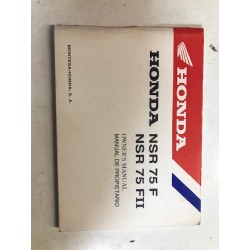 HONDA
HONDA
NSR 75 F
NSR 75 FII
OWNER'S MANUAL
MANUAL DE PROPIETARIO
MONTESA-HONDA, S. A.